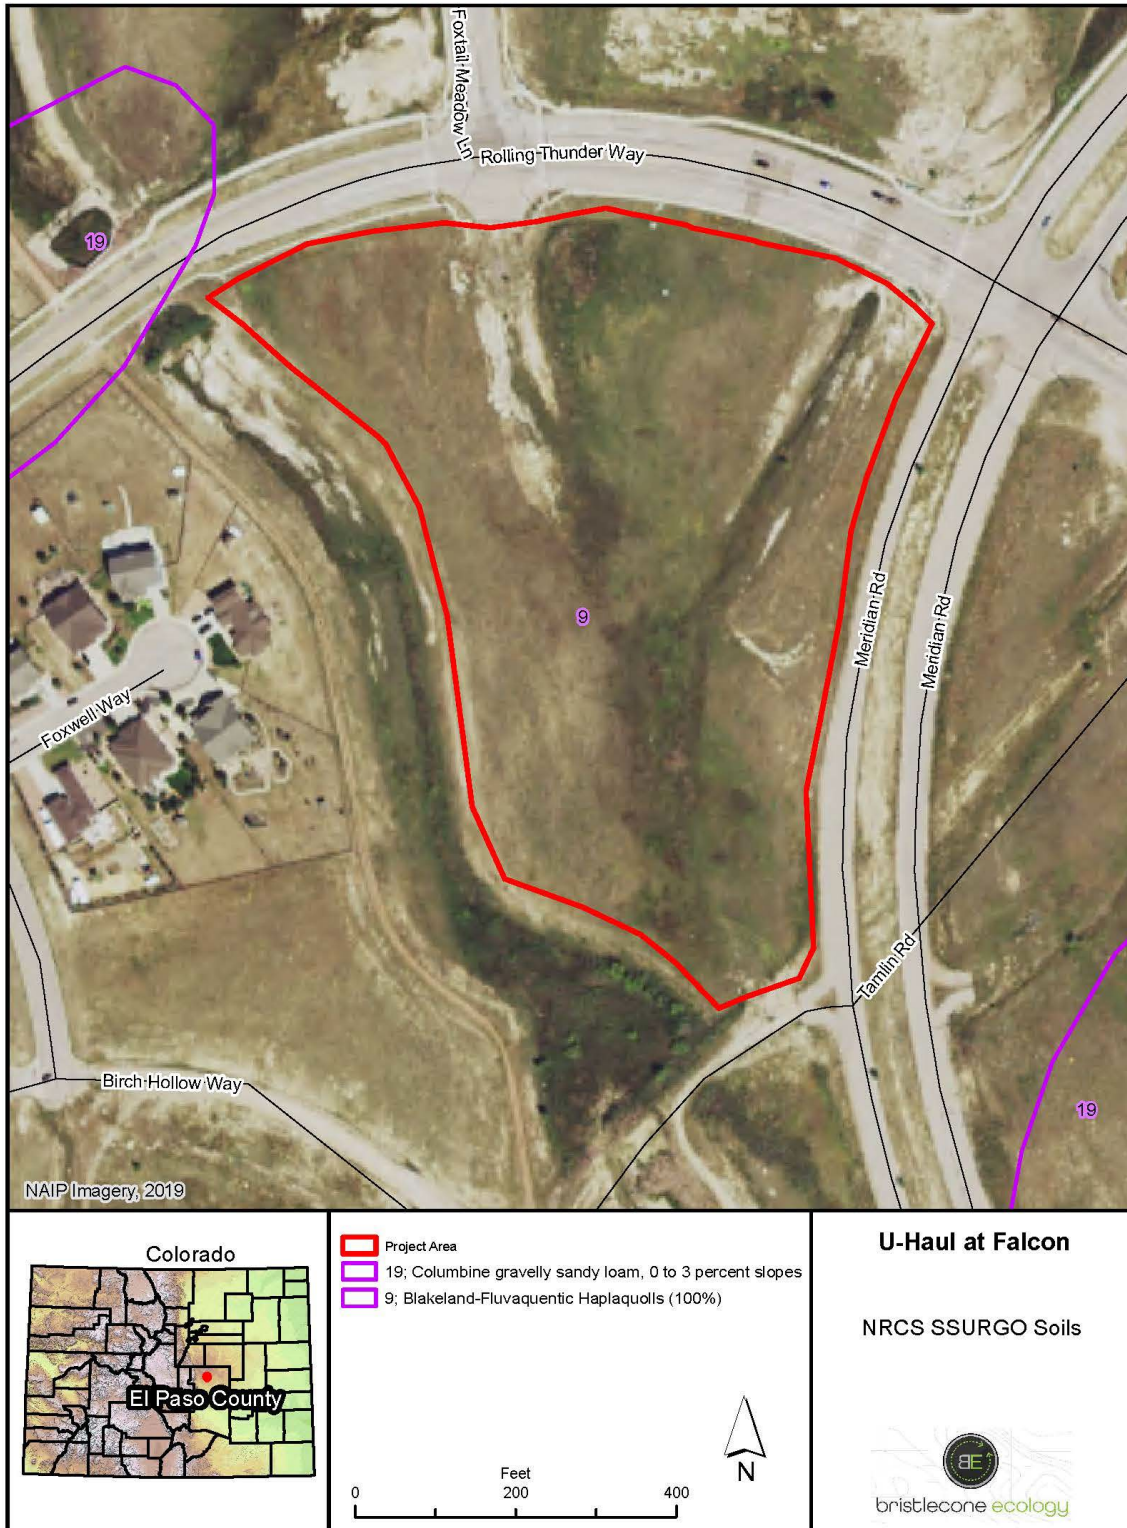 Foxtail Meadow Ln
Rolling Thunder Way
19
9
Meridian Rd
Meridian Rd
Foxwell Way
Tamlin Rd
Birch Hollow Way
19
NAIP Imagery, 2019
Colorado
El Paso County
Project Area
19; Columbine gravelly sandy loam, 0 to 3 percent slopes
9; Blakeland-Fluvaquentic Haplaquolls (100%)
Feet
0 200 400
N
U-Haul at Falcon
NRCS SSURGO Soils
BE
bristlecone ecology